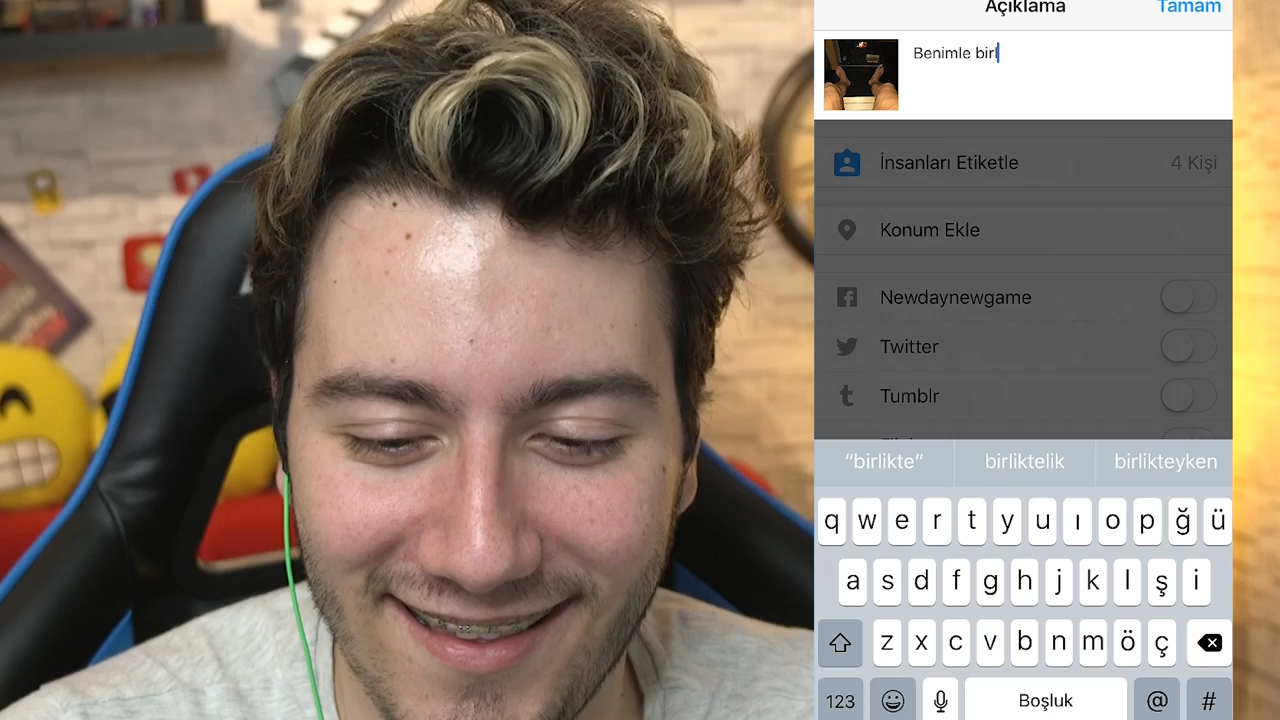 Açıklama
Tamam
Benimle birl
İnsanları Etiketle
4 Kişi
Konum Ekle
Newdaynewgame
Twitter
Tumblr
"birlikte"
birliktelik
birlikteyken
q w e r t y u ı o p ğ ü
a s d f g h j k l ş i
z x c v b n m ö ç
123
Boşluk
@
#